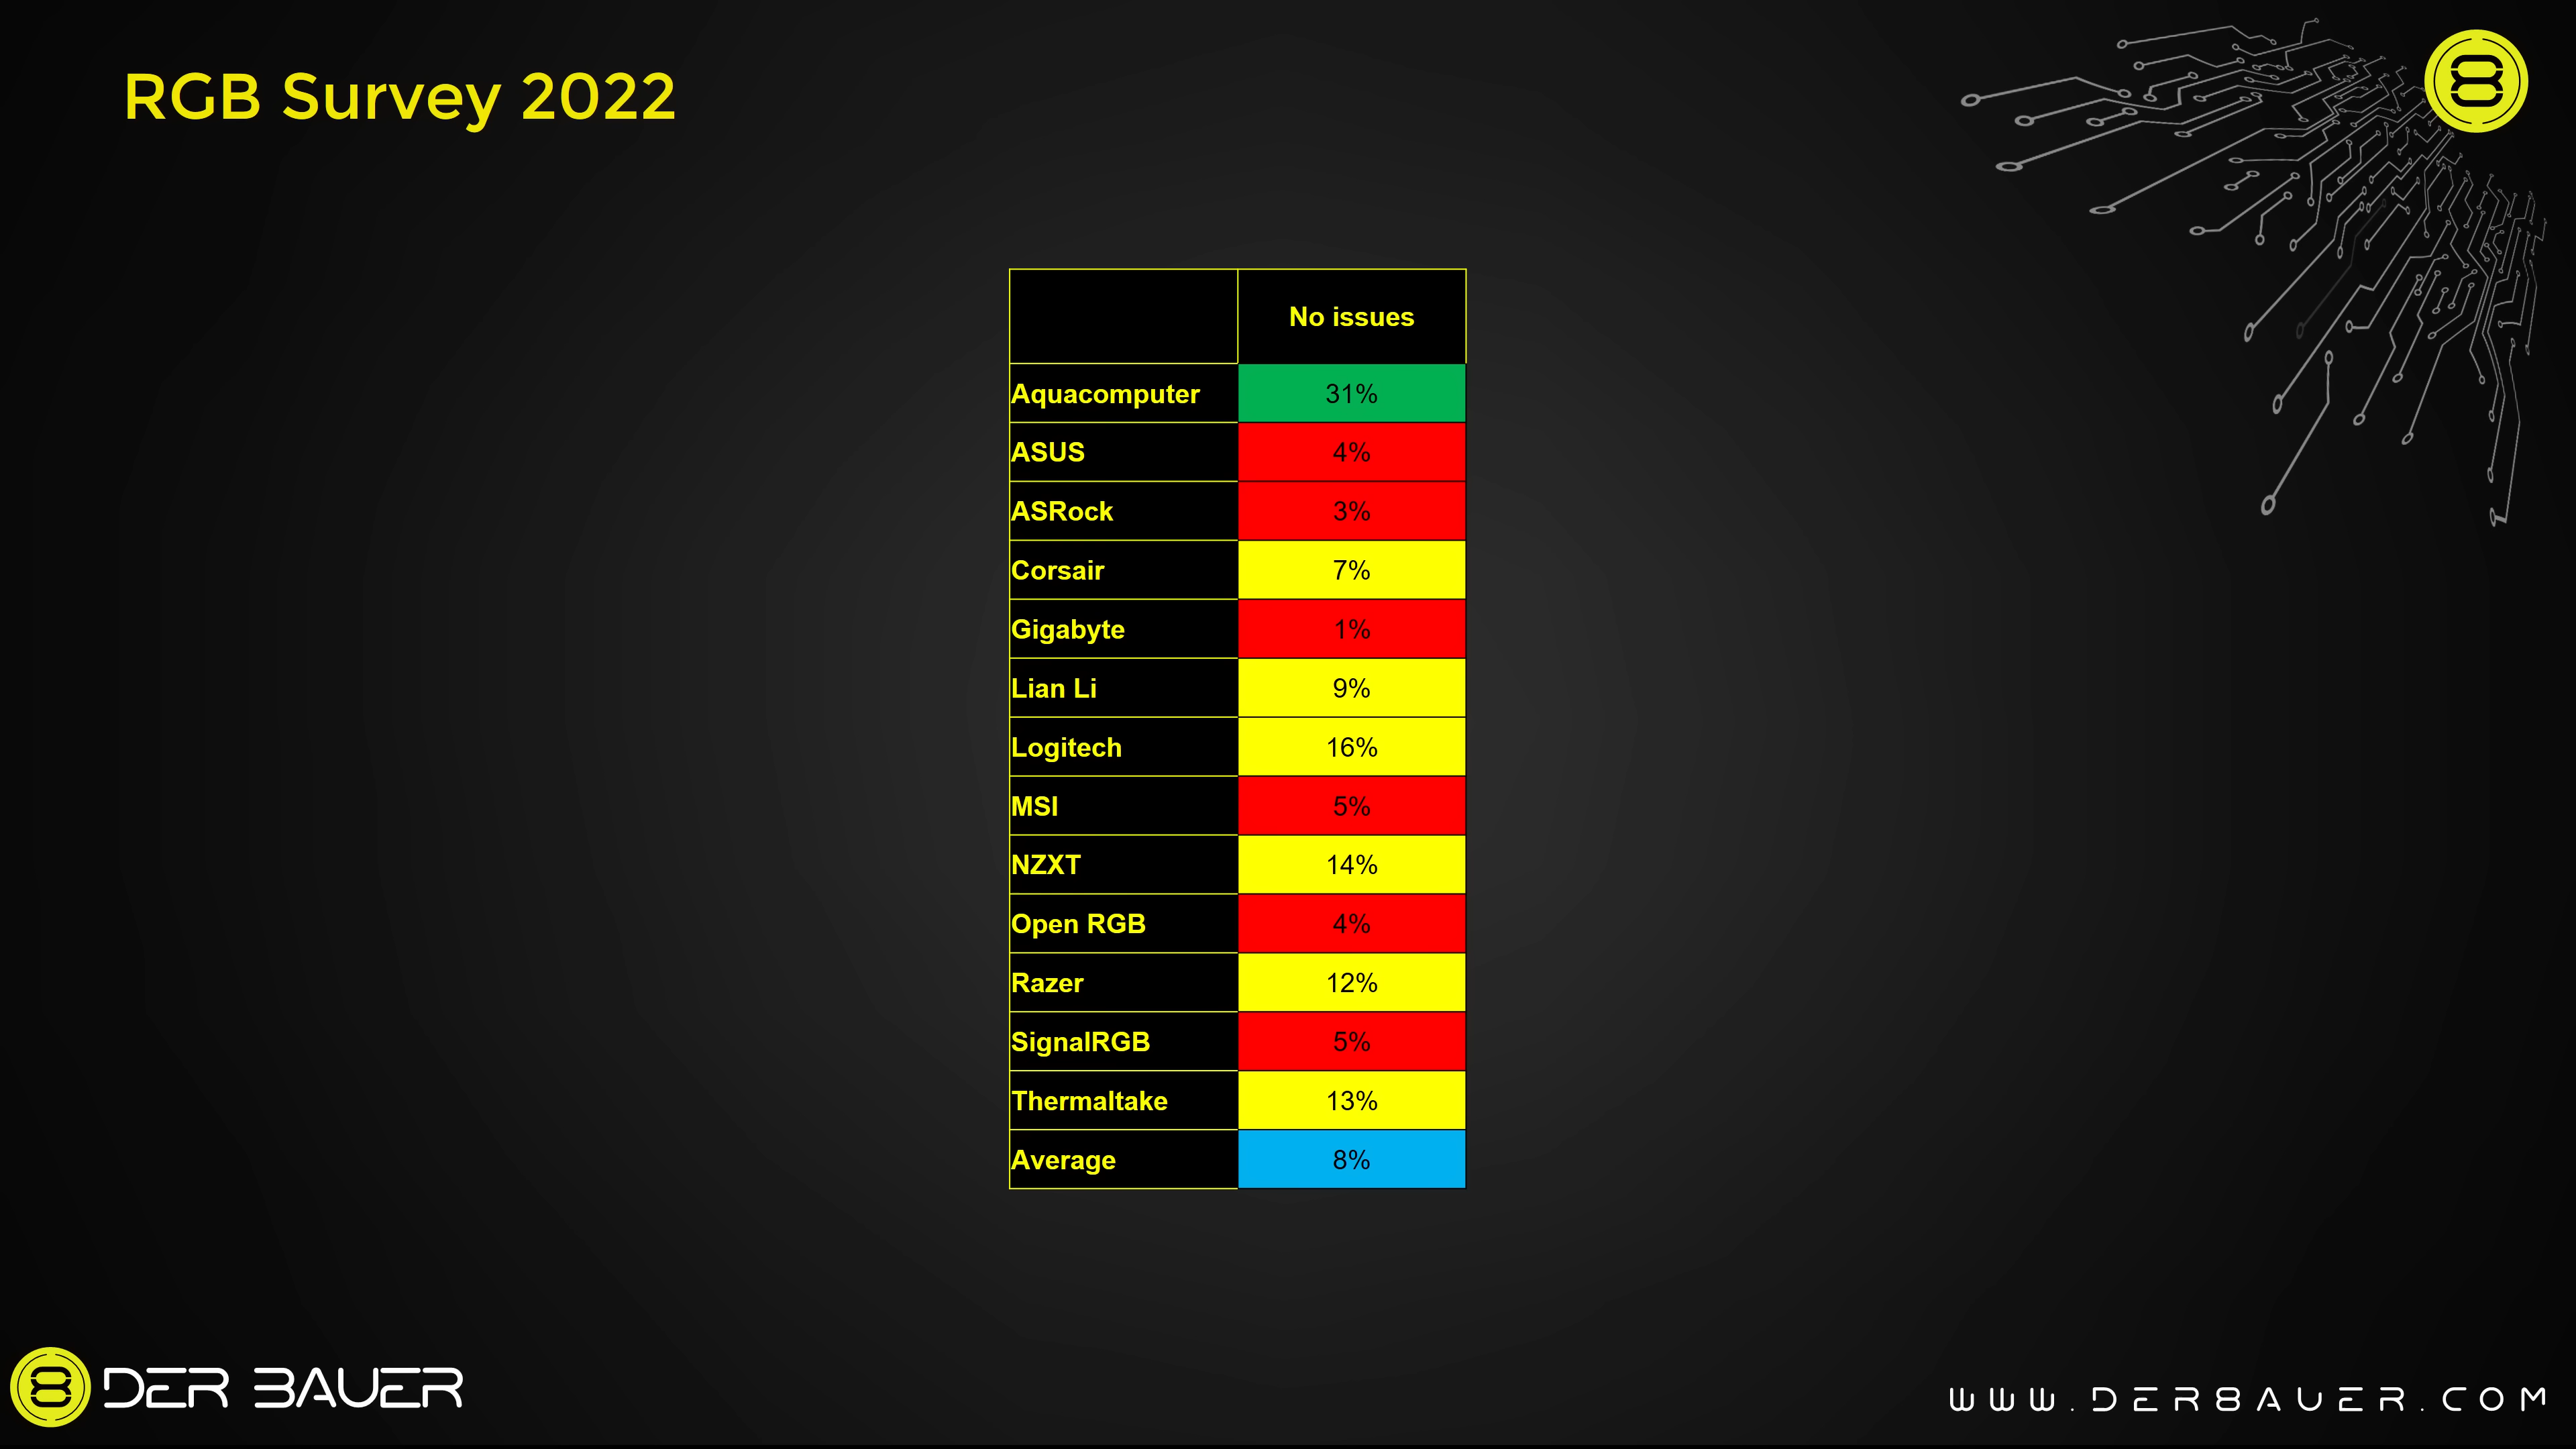 RGB Survey 2022
No issues
Aquacomputer 31%
ASUS 4%
ASRock 3%
Corsair 7%
Gigabyte 1%
Lian Li 9%
Logitech 16%
MSI 5%
NZXT 14%
Open RGB 4%
Razer 12%
SignalRGB 5%
Thermaltake 13%
Average 8%
DER BAUER
WWW.DER8AUER.COM